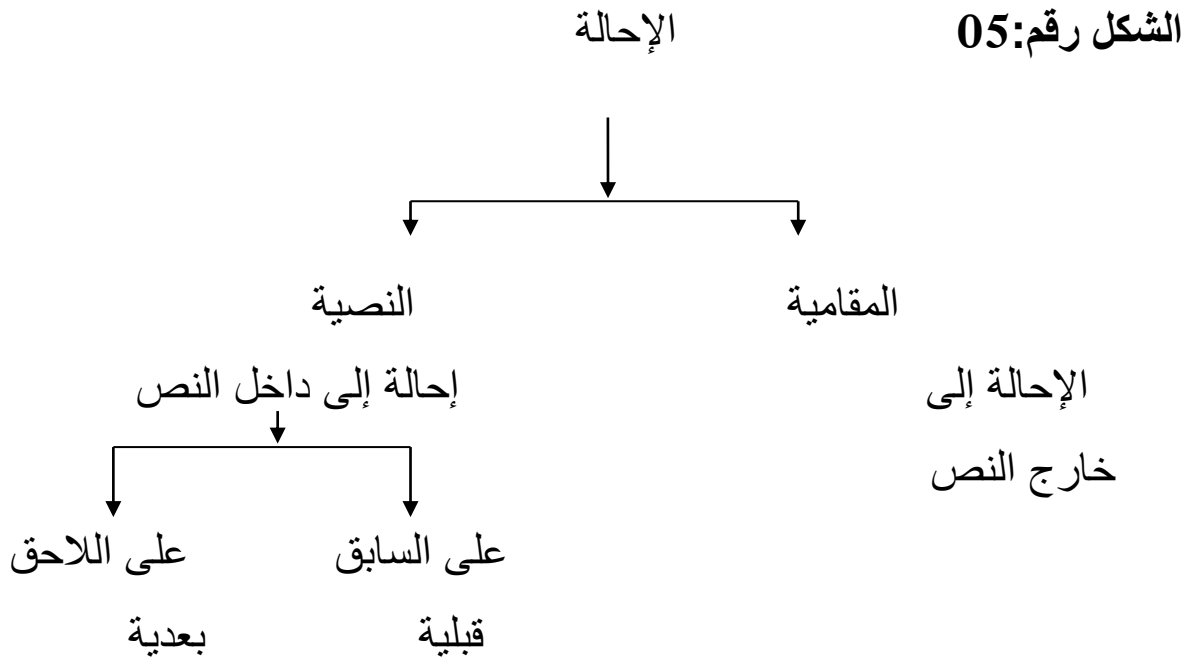 الشكل رقم:05
الإحالة
المقامية
النصية
الإحالة إلى
خارج النص
إحالة إلى داخل النص
على السابق
على اللاحق
قبلية
بعدية